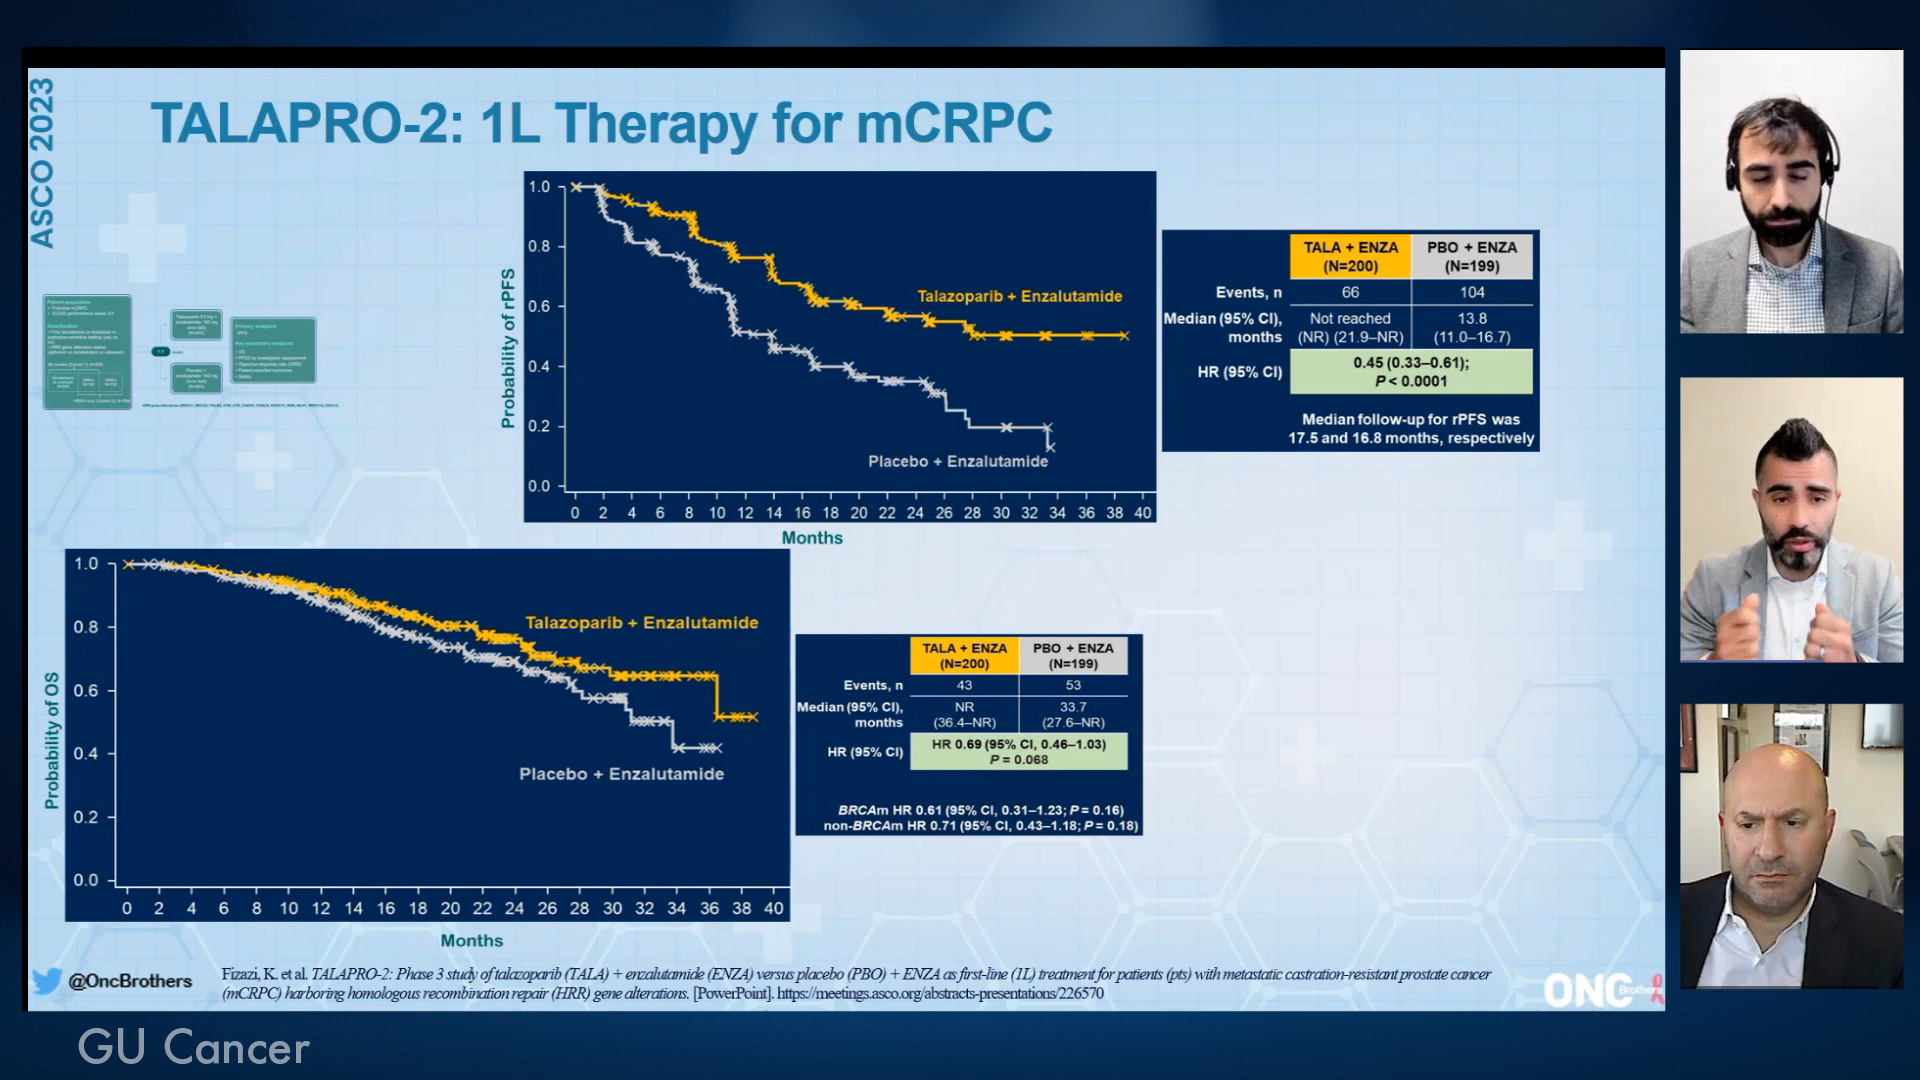 ASCO 2023
TALAPRO-2: 1L Therapy for mCRPC
Patient population
Stratification
Primary endpoint
rPFS
Key secondary endpoint
Safety
Probability of rPFS
1.0
0.8
0.6
0.4
0.2
0.0
Talazoparib + Enzalutamide
Placebo + Enzalutamide
0 2 4 6 8 10 12 14 16 18 20 22 24 26 28 30 32 34 36 38 40
Months
TALA + ENZA PBO + ENZA
(N=200) (N=199)
Events, n 66 104
Median (95% CI), Not reached 13.8
months (NR) (21.9–NR) (11.0–16.7)
HR (95% CI) 0.45 (0.33–0.61);
P < 0.0001
Median follow-up for rPFS was
17.5 and 16.8 months, respectively
Probability of OS
1.0
0.8
0.6
0.4
0.2
0.0
Talazoparib + Enzalutamide
Placebo + Enzalutamide
0 2 4 6 8 10 12 14 16 18 20 22 24 26 28 30 32 34 36 38 40
Months
TALA + ENZA PBO + ENZA
(N=200) (N=199)
Events, n 43 53
Median (95% CI), NR 33.7
months (36.4–NR) (27.6–NR)
HR (95% CI) HR 0.69 (95% CI, 0.46–1.03)
P = 0.068
BRCAm HR 0.61 (95% CI, 0.31–1.23; P = 0.16)
non-BRCAm HR 0.71 (95% CI, 0.43–1.18; P = 0.18)
@OncBrothers
Fizazi, K. et al. TALAPRO-2: Phase 3 study of talazoparib (TALA) + enzalutamide (ENZA) versus placebo (PBO) + ENZA as first-line (1L) treatment for patients (pts) with metastatic castration-resistant prostate cancer
(mCRPC) harboring homologous recombination repair (HRR) gene alterations. [PowerPoint]. https://meetings.asco.org/abstracts-presentations/226570
ONC Brothers
GU Cancer